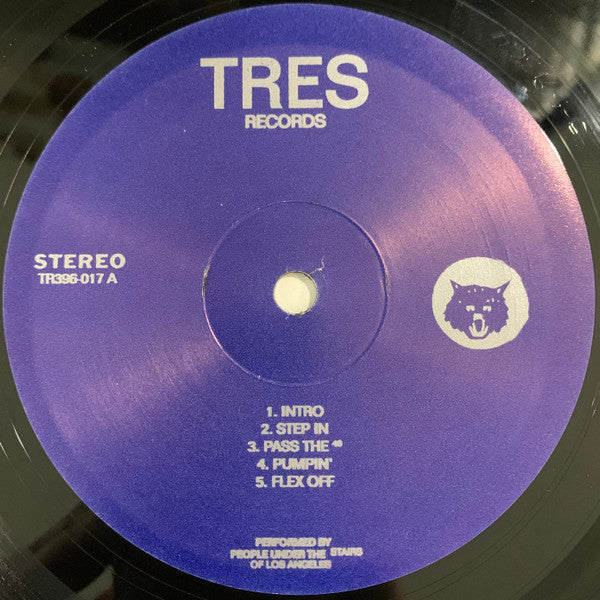 TRES
RECORDS
STEREO
TR396-017 A
1. INTRO
2. STEP IN
3. PASS THE 40
4. PUMPIN'
5. FLEX OFF
PERFORMED BY
PEOPLE UNDER THE STAIRS
OF LOS ANGELES